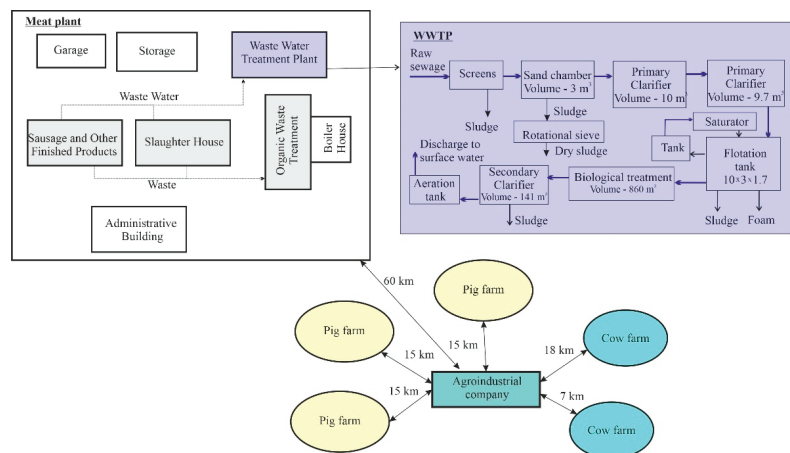 Meat plant
Garage
Storage
Waste Water
Treatment Plant
Waste Water
Sausage and Other
Finished Products
Slaughter House
Organic Waste
Treatment
Boiler
House
Waste
Administrative
Building
WWTP
Raw
sewage
Screens
Sand chamber
Volume - 3 m³
Primary
Clarifier
Volume - 10 m³
Primary
Clarifier
Volume - 9.7 m³
Sludge
Sludge
Rotational sieve
Dry sludge
Saturator
Tank
Flotation
tank
10×3×1.7
Discharge to
surface water
Aeration
tank
Secondary
Clarifier
Volume - 141 m³
Biological treatment
Volume - 860 m³
Sludge
Sludge
Foam
60 km
Pig farm
Pig farm
15 km
15 km
15 km
Pig farm
Agroindustrial
company
18 km
Cow farm
7 km
Cow farm